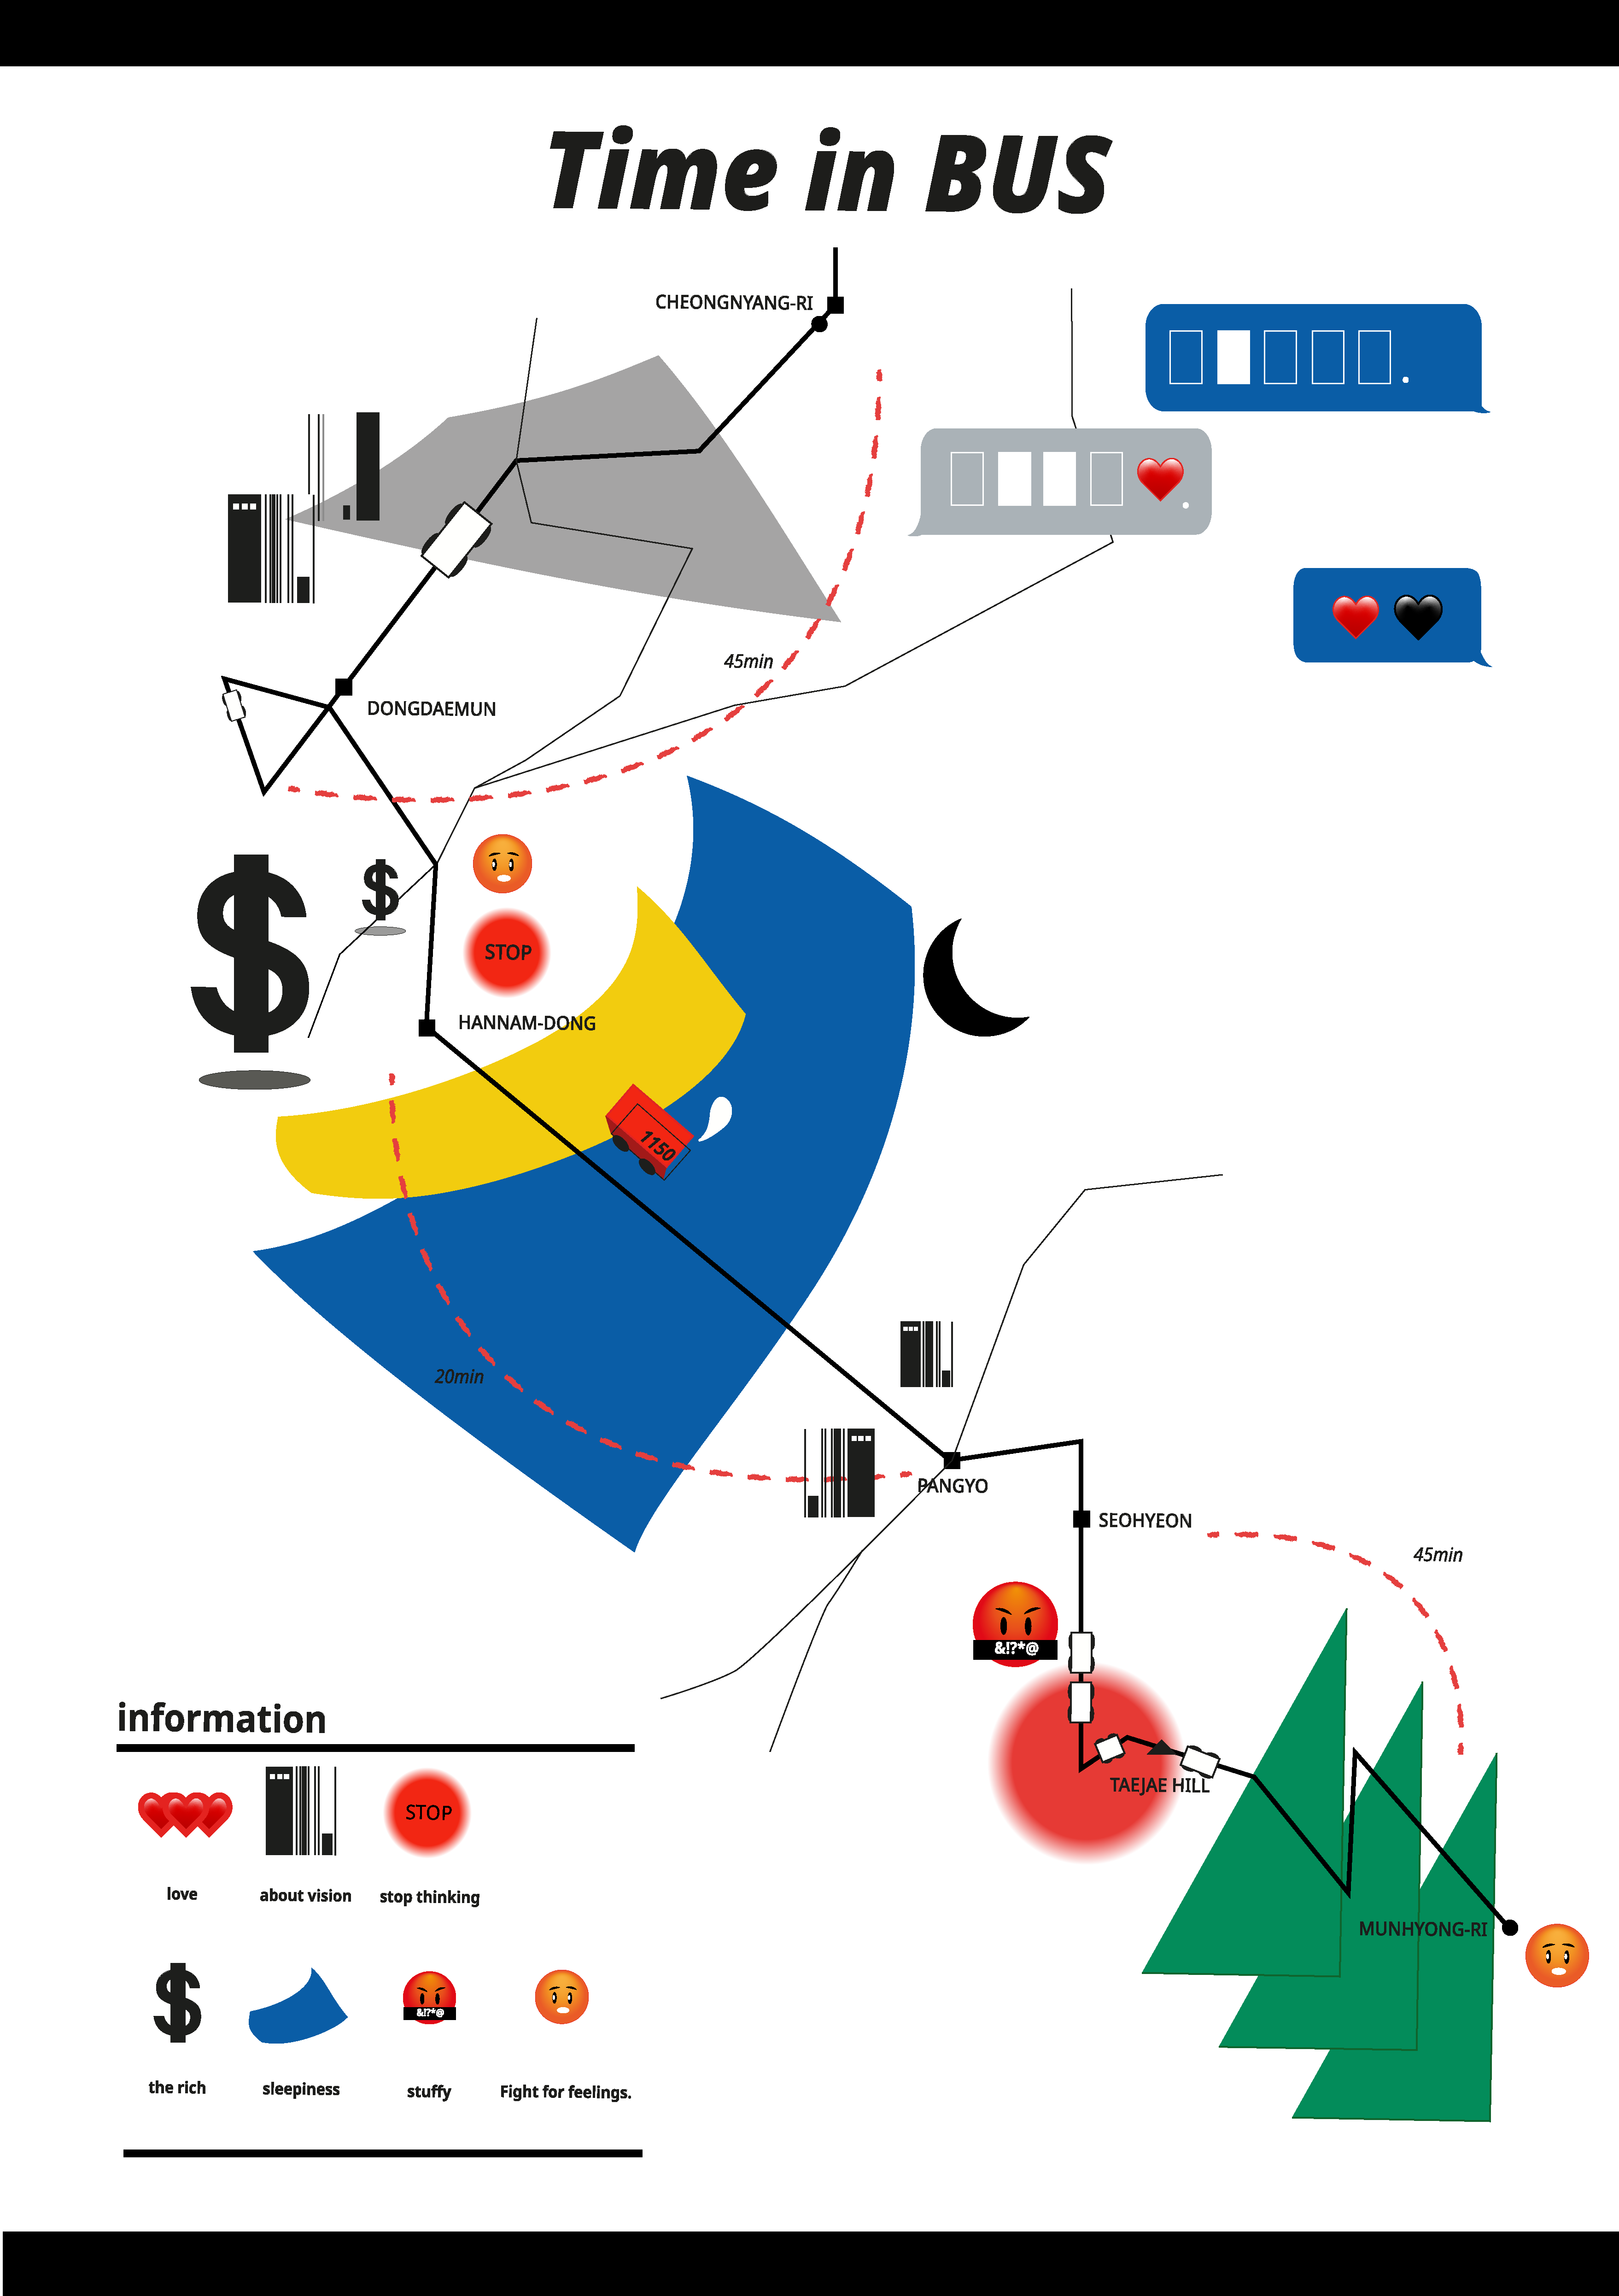 Time in BUS
CHEONGNYANG-RI
45min
DONGDAEMUN
$
$
STOP
HANNAM-DONG
1150
20min
PANGYO
SEOHYEON
45min
&!?*@
TAEJAE HILL
MUNHYONG-RI
information
STOP
love
about vision
stop thinking
$
&!?*@
the rich
sleepiness
stuffy
Fight for feelings.